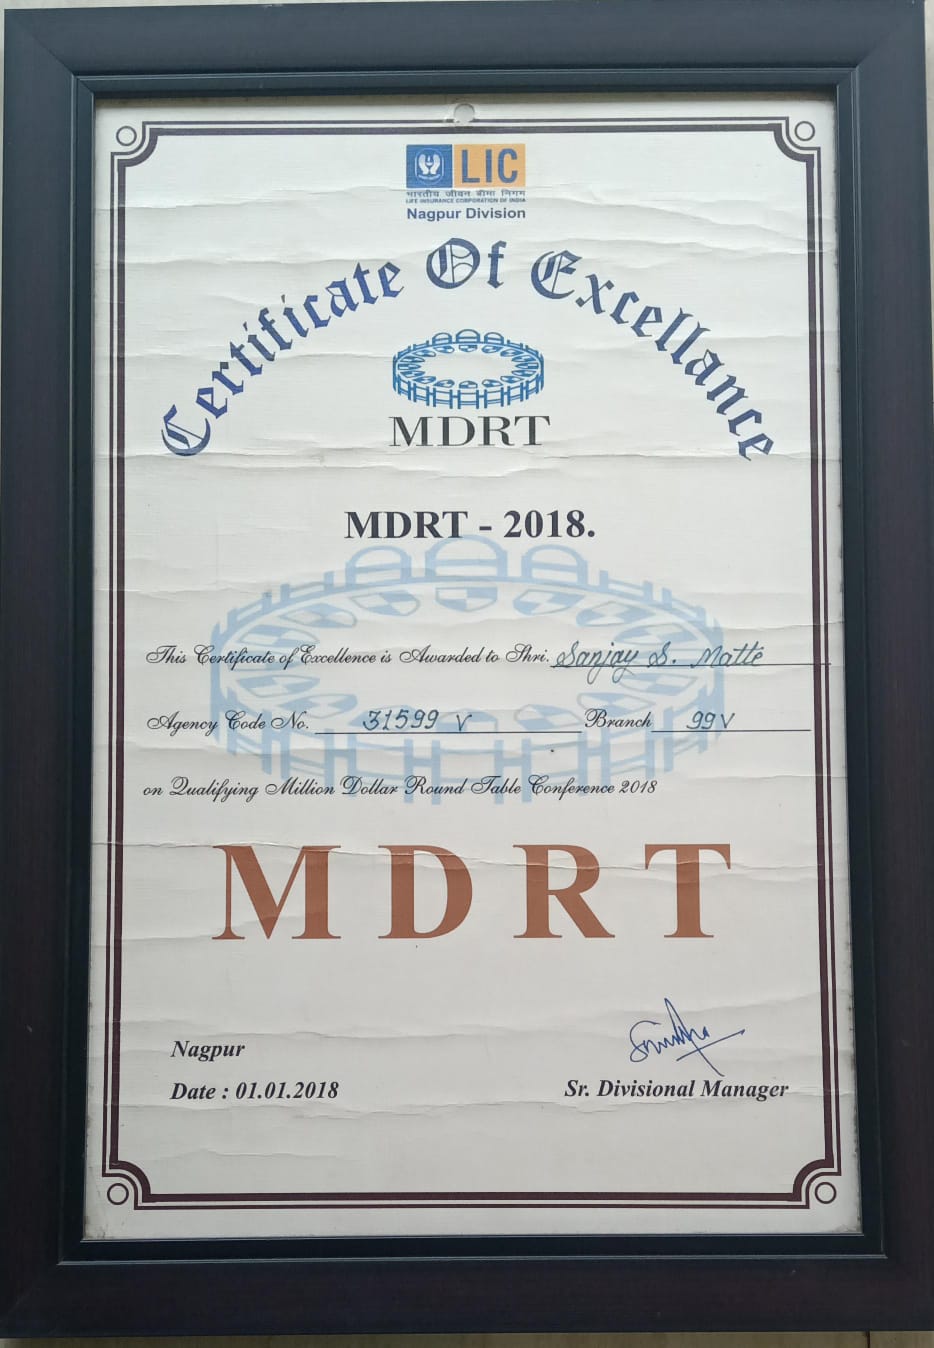 LIC
भारतीय जीवन बीमा निगम
LIFE INSURANCE CORPORATION OF INDIA
Nagpur Division
Certificate Of Excellance
MDRT
MDRT - 2018.
This Certificate of Excellence is Awarded to Shri. Sanjay S. Matte
Agency Code No. 31599 V Branch 99V
on Qualifying Million Dollar Round Table Conference 2018
MDRT
Nagpur
Date : 01.01.2018
Sr. Divisional Manager